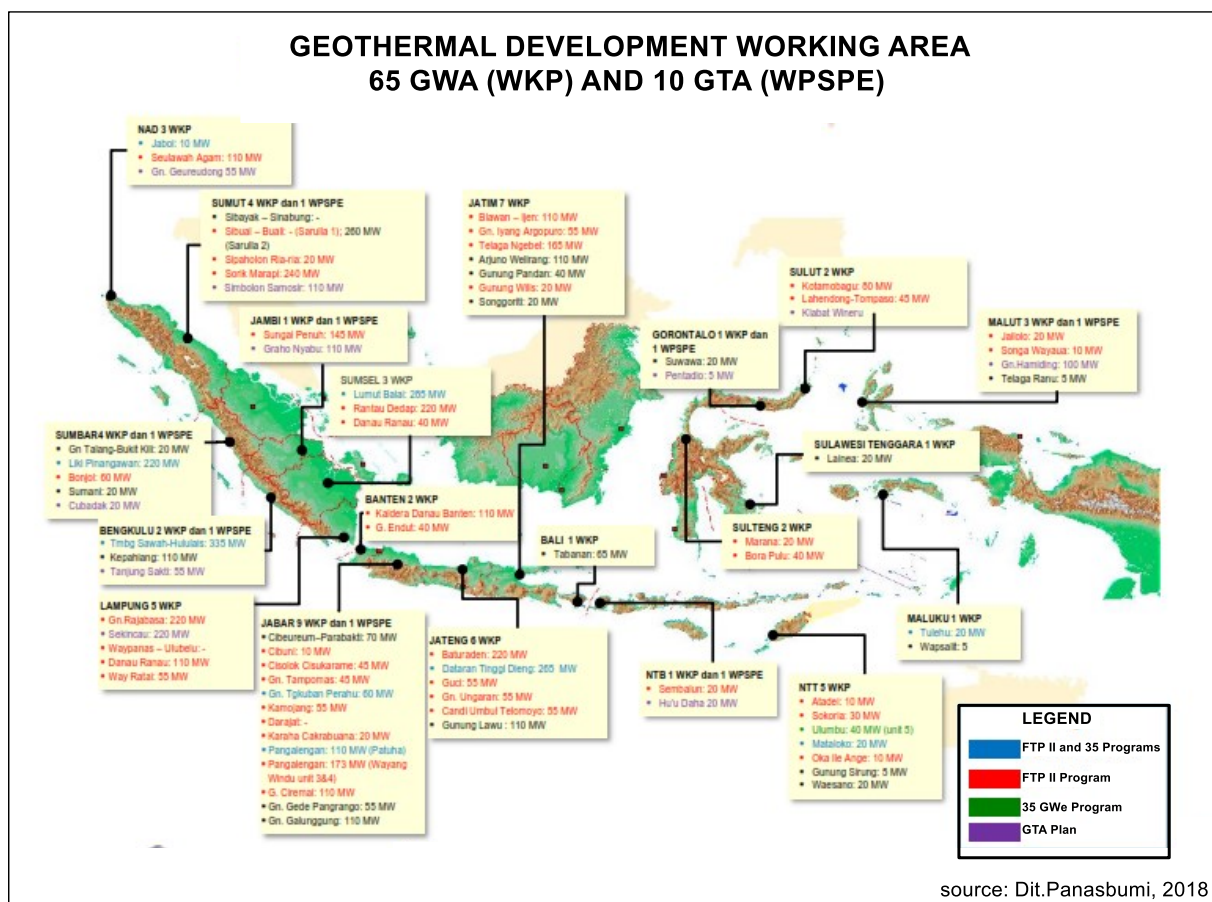 GEOTHERMAL DEVELOPMENT WORKING AREA
65 GWA (WKP) AND 10 GTA (WPSPE)
NAD 3 WKP
Jaboi: 10 MW
Seulawah Agam: 110 MW
Gn. Geureudong 55 MW
SUMUT 4 WKP dan 1 WPSPE
Sibayak – Sinabung: -
Sibual – Buali: - (Sarulla 1); 260 MW
(Sarulla 2)
Sipaholon Ria-ria: 20 MW
Sorik Marapi: 240 MW
Simbolon Samosir: 110 MW
JATIM 7 WKP
Blawan – Ijen: 110 MW
Gn. Iyang Argopuro: 55 MW
Telaga Ngebel: 165 MW
Arjuno Welirang: 110 MW
Gunung Pandan: 40 MW
Gunung Wilis: 20 MW
Songgoriti: 20 MW
SULUT 2 WKP
Kotamobagu: 80 MW
Lahendong-Tompaso: 45 MW
Klabat Wineru
JAMBI 1 WKP dan 1 WPSPE
Sungai Penuh: 145 MW
Graho Nyabu: 110 MW
GORONTALO 1 WKP dan
1 WPSPE
Suwawa: 20 MW
Pentadio: 5 MW
MALUT 3 WKP dan 1 WPSPE
Jailolo: 20 MW
Songa Wayaua: 10 MW
Gn.Hamiding: 100 MW
Telaga Ranu: 5 MW
SUMSEL 3 WKP
Lumut Balai: 265 MW
Rantau Dedap: 220 MW
Danau Ranau: 40 MW
SUMBAR4 WKP dan 1 WPSPE
Gn Talang-Bukit Kili: 20 MW
Liki Pinangawan: 220 MW
Bonjol: 60 MW
Sumani: 20 MW
Cubadak 20 MW
SULAWESI TENGGARA 1 WKP
Lainea: 20 MW
BANTEN 2 WKP
Kaldera Danau Banten: 110 MW
G. Endut: 40 MW
BENGKULU 2 WKP dan 1 WPSPE
Tmbg Sawah-Hululais: 335 MW
Kepahiang: 110 MW
Tanjung Sakti: 55 MW
BALI 1 WKP
Tabanan: 65 MW
SULTENG 2 WKP
Marana: 20 MW
Bora Pulu: 40 MW
LAMPUNG 5 WKP
Gn.Rajabasa: 220 MW
Sekincau: 220 MW
Waypanas – Ulubelu: -
Danau Ranau: 110 MW
Way Ratai: 55 MW
JABAR 9 WKP dan 1 WPSPE
Cibeureum–Parabakti: 70 MW
Cibuni: 10 MW
Cisolok Cisukarame: 45 MW
Gn. Tampomas: 45 MW
Gn. Tgkuban Perahu: 60 MW
Kamojang: 55 MW
Darajat: -
Karaha Cakrabuana: 20 MW
Pangalengan: 110 MW (Patuha)
Pangalengan: 173 MW (Wayang
Windu unit 3&4)
G. Ciremai: 110 MW
Gn. Gede Pangrango: 55 MW
Gn. Galunggung: 110 MW
JATENG 6 WKP
Baturaden: 220 MW
Dataran Tinggi Dieng: 265 MW
Guci: 55 MW
Gn. Ungaran: 55 MW
Candi Umbul Telomoyo: 55 MW
Gunung Lawu : 110 MW
NTB 1 WKP dan 1 WPSPE
Sembalun: 20 MW
Hu'u Daha 20 MW
NTT 5 WKP
Atadei: 10 MW
Sokoria: 30 MW
Ulumbu: 40 MW (unit 5)
Mataloko: 20 MW
Oka Ile Ange: 10 MW
Gunung Sirung: 5 MW
Waesano: 20 MW
MALUKU 1 WKP
Tulehu: 20 MW
Wapsalit: 5
LEGEND
FTP II and 35 Programs
FTP II Program
35 GWe Program
GTA Plan
source: Dit.Panasbumi, 2018